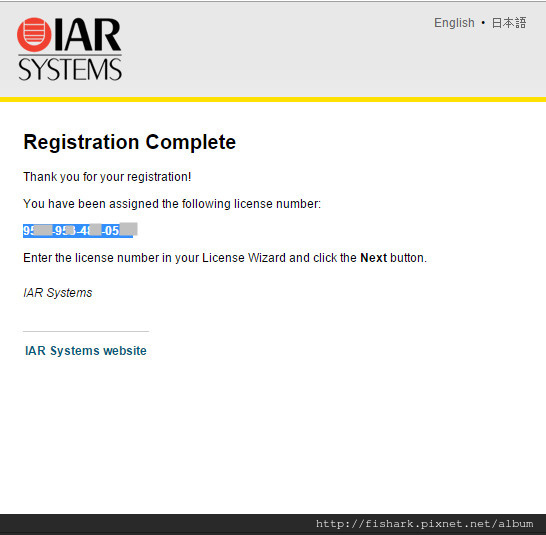 IAR
SYSTEMS
English • 日本語
Registration Complete
Thank you for your registration!
You have been assigned the following license number:
Enter the license number in your License Wizard and click the Next button.
IAR Systems
IAR Systems website
http://fishark.pixnet.net/album